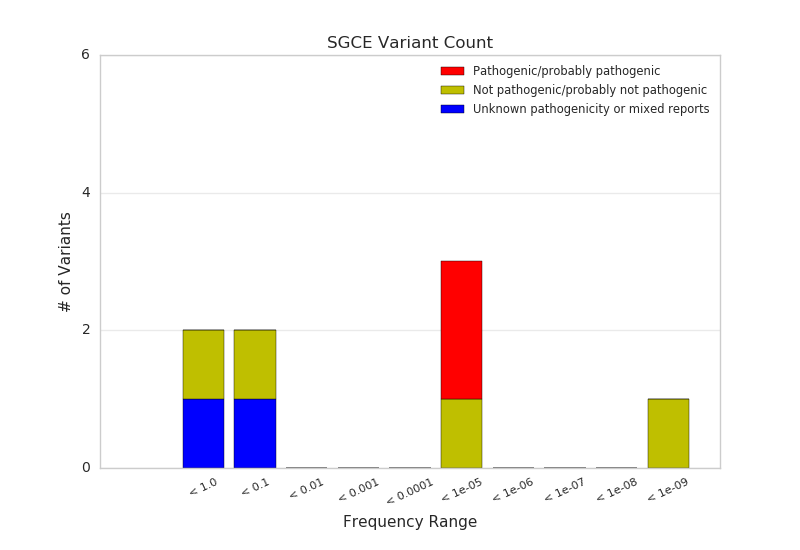 SGCE Variant Count
6
4
2
0
# of Variants
Pathogenic/probably pathogenic
Not pathogenic/probably not pathogenic
Unknown pathogenicity or mixed reports
< 1.0
< 0.1
< 0.01
< 0.001
< 0.0001
< 1e-05
< 1e-06
< 1e-07
< 1e-08
< 1e-09
Frequency Range